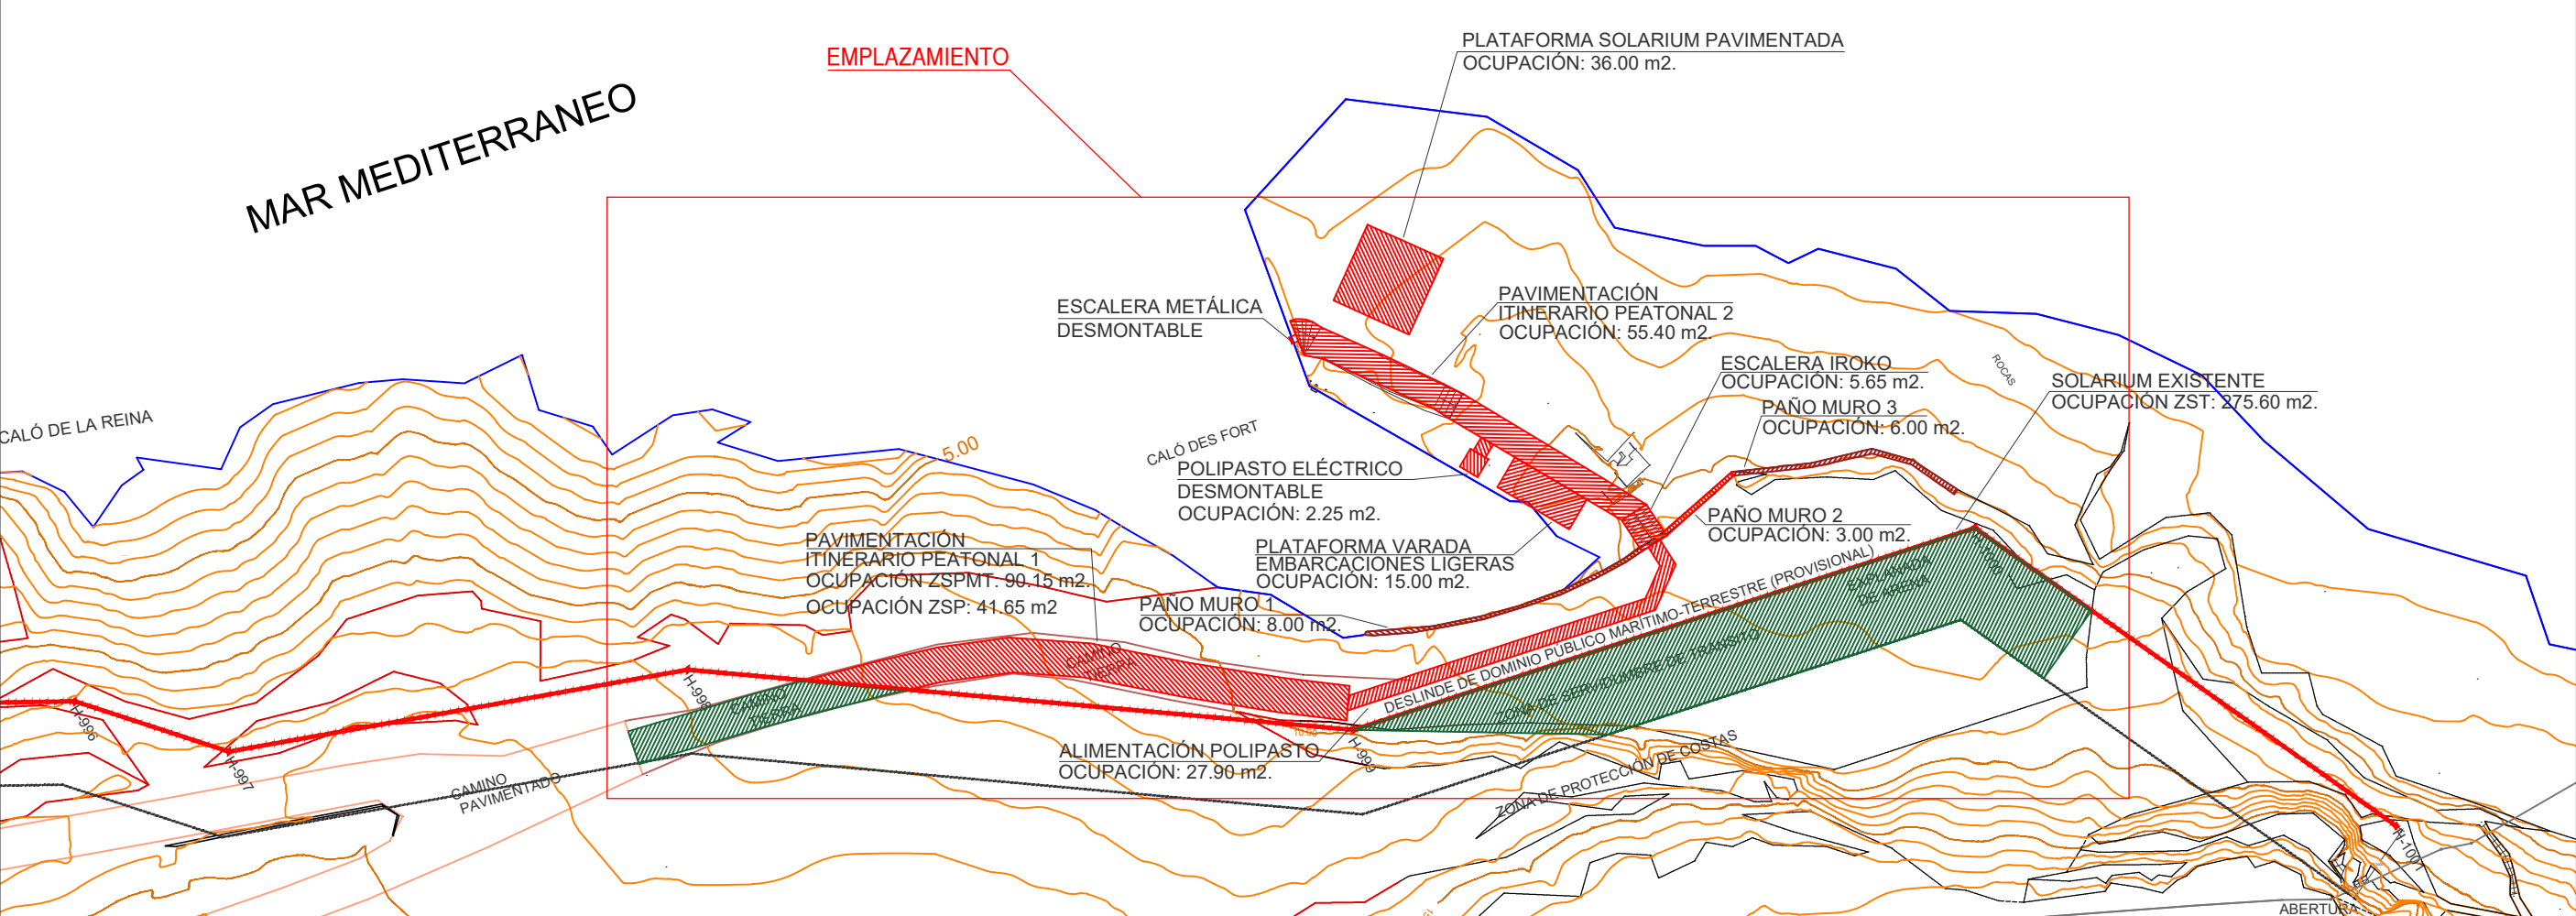 PLATAFORMA SOLARIUM PAVIMENTADA
OCUPACIÓN: 36.00 m2.
EMPLAZAMIENTO
MAR MEDITERRANEO
ESCALERA METÁLICA
DESMONTABLE
PAVIMENTACIÓN
ITINERARIO PEATONAL 2
OCUPACIÓN: 55.40 m2.
ESCALERA IROKO
OCUPACIÓN: 5.65 m2.
ROCAS
SOLARIUM EXISTENTE
OCUPACIÓN ZST: 275.60 m2.
PAÑO MURO 3
OCUPACIÓN: 6.00 m2.
CALÓ DE LA REINA
5.00
CALÓ DES FORT
POLIPASTO ELÉCTRICO
DESMONTABLE
OCUPACIÓN: 2.25 m2.
PAÑO MURO 2
OCUPACIÓN: 3.00 m2.
PAVIMENTACIÓN
ITINERARIO PEATONAL 1
OCUPACIÓN ZSPMT: 90.15 m2.
OCUPACIÓN ZSP: 41.65 m2
PLATAFORMA VARADA
EMBARCACIONES LIGERAS
OCUPACIÓN: 15.00 m2.
PAÑO MURO 1
OCUPACIÓN: 8.00 m2.
DESLINDE DE DOMINIO PÚBLICO MARÍTIMO-TERRESTRE (PROVISIONAL)
EXPLANADA
DE ARENA
H-1000
ZONA DE SERVIDUMBRE DE TRÁNSITO
CAMINO
TIERRA
CAMINO
TIERRA
H-996
H-997
H-998
H-999
10.00
ALIMENTACIÓN POLIPASTO
OCUPACIÓN: 27.90 m2.
ZONA DE PROTECCIÓN DE COSTAS
CAMINO
PAVIMENTADO
H-1001
ABERTURA